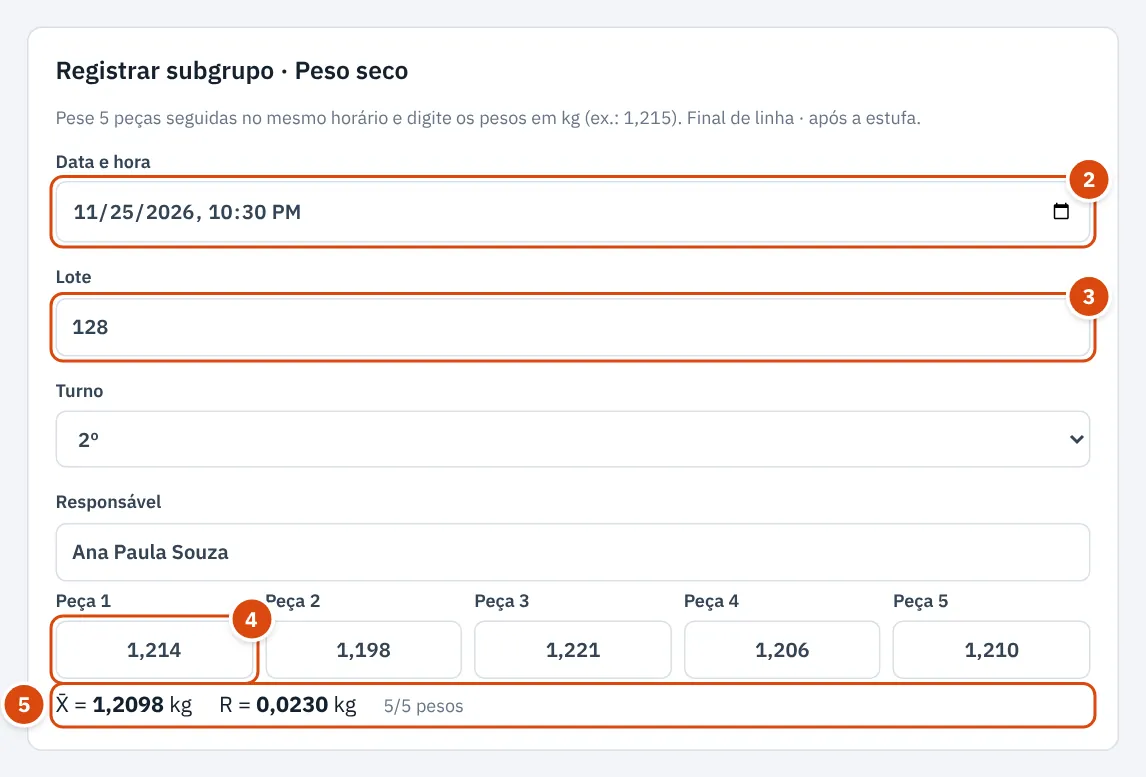 Registrar subgrupo · Peso seco
Pese 5 peças seguidas no mesmo horário e digite os pesos em kg (ex.: 1,215). Final de linha · após a estufa.
Data e hora
2
11/25/2026, 10:30 PM
Lote
3
128
Turno
2º
Responsável
Ana Paula Souza
Peça 1 Peça 2 Peça 3 Peça 4 Peça 5
4
1,214 1,198 1,221 1,206 1,210
5 X̄ = 1,2098 kg R = 0,0230 kg 5/5 pesos